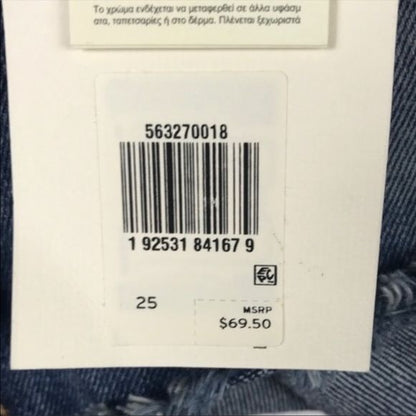 Το χρώμα ενδέχεται να μεταφερθεί σε άλλα υφάσμ
ατα, ταπετσαρίες ή στο δέρμα. Πλένεται ξεχωριστά
563270018
1 92531 84167 9
25
MSRP
$69.50